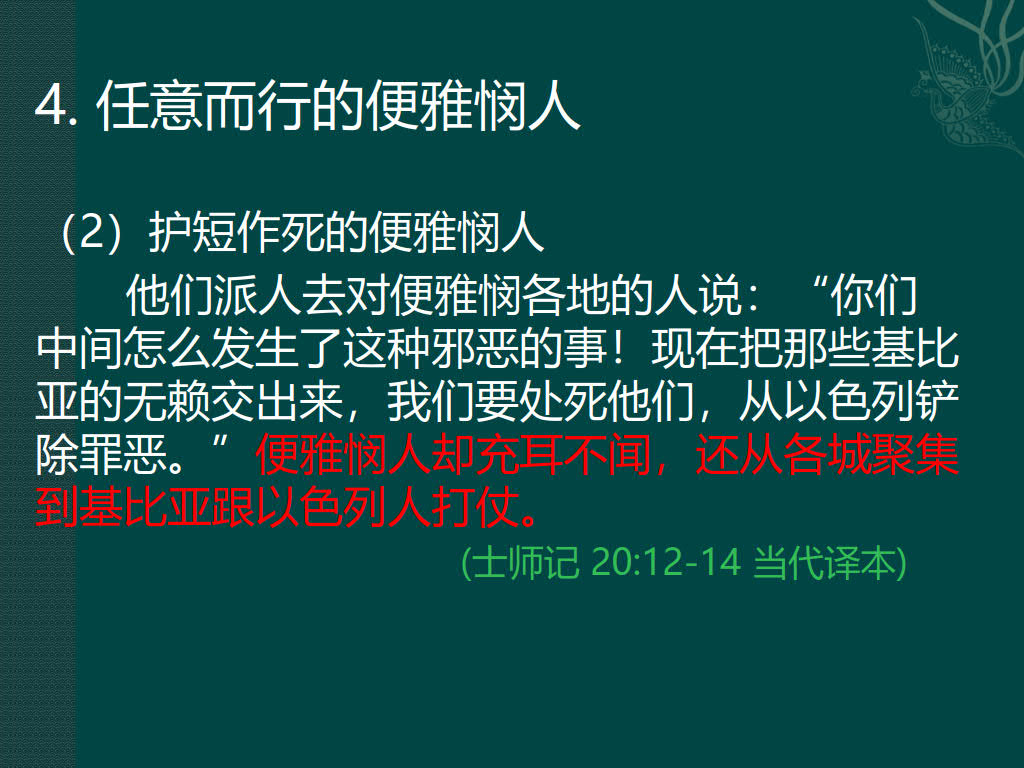 4. 任意而行的便雅悯人
（2）护短作死的便雅悯人
他们派人去对便雅悯各地的人说：“你们
中间怎么发生了这种邪恶的事！现在把那些基比
亚的无赖交出来，我们要处死他们，从以色列铲
除罪恶。”便雅悯人却充耳不闻，还从各城聚集
到基比亚跟以色列人打仗。
(士师记 20:12-14 当代译本)